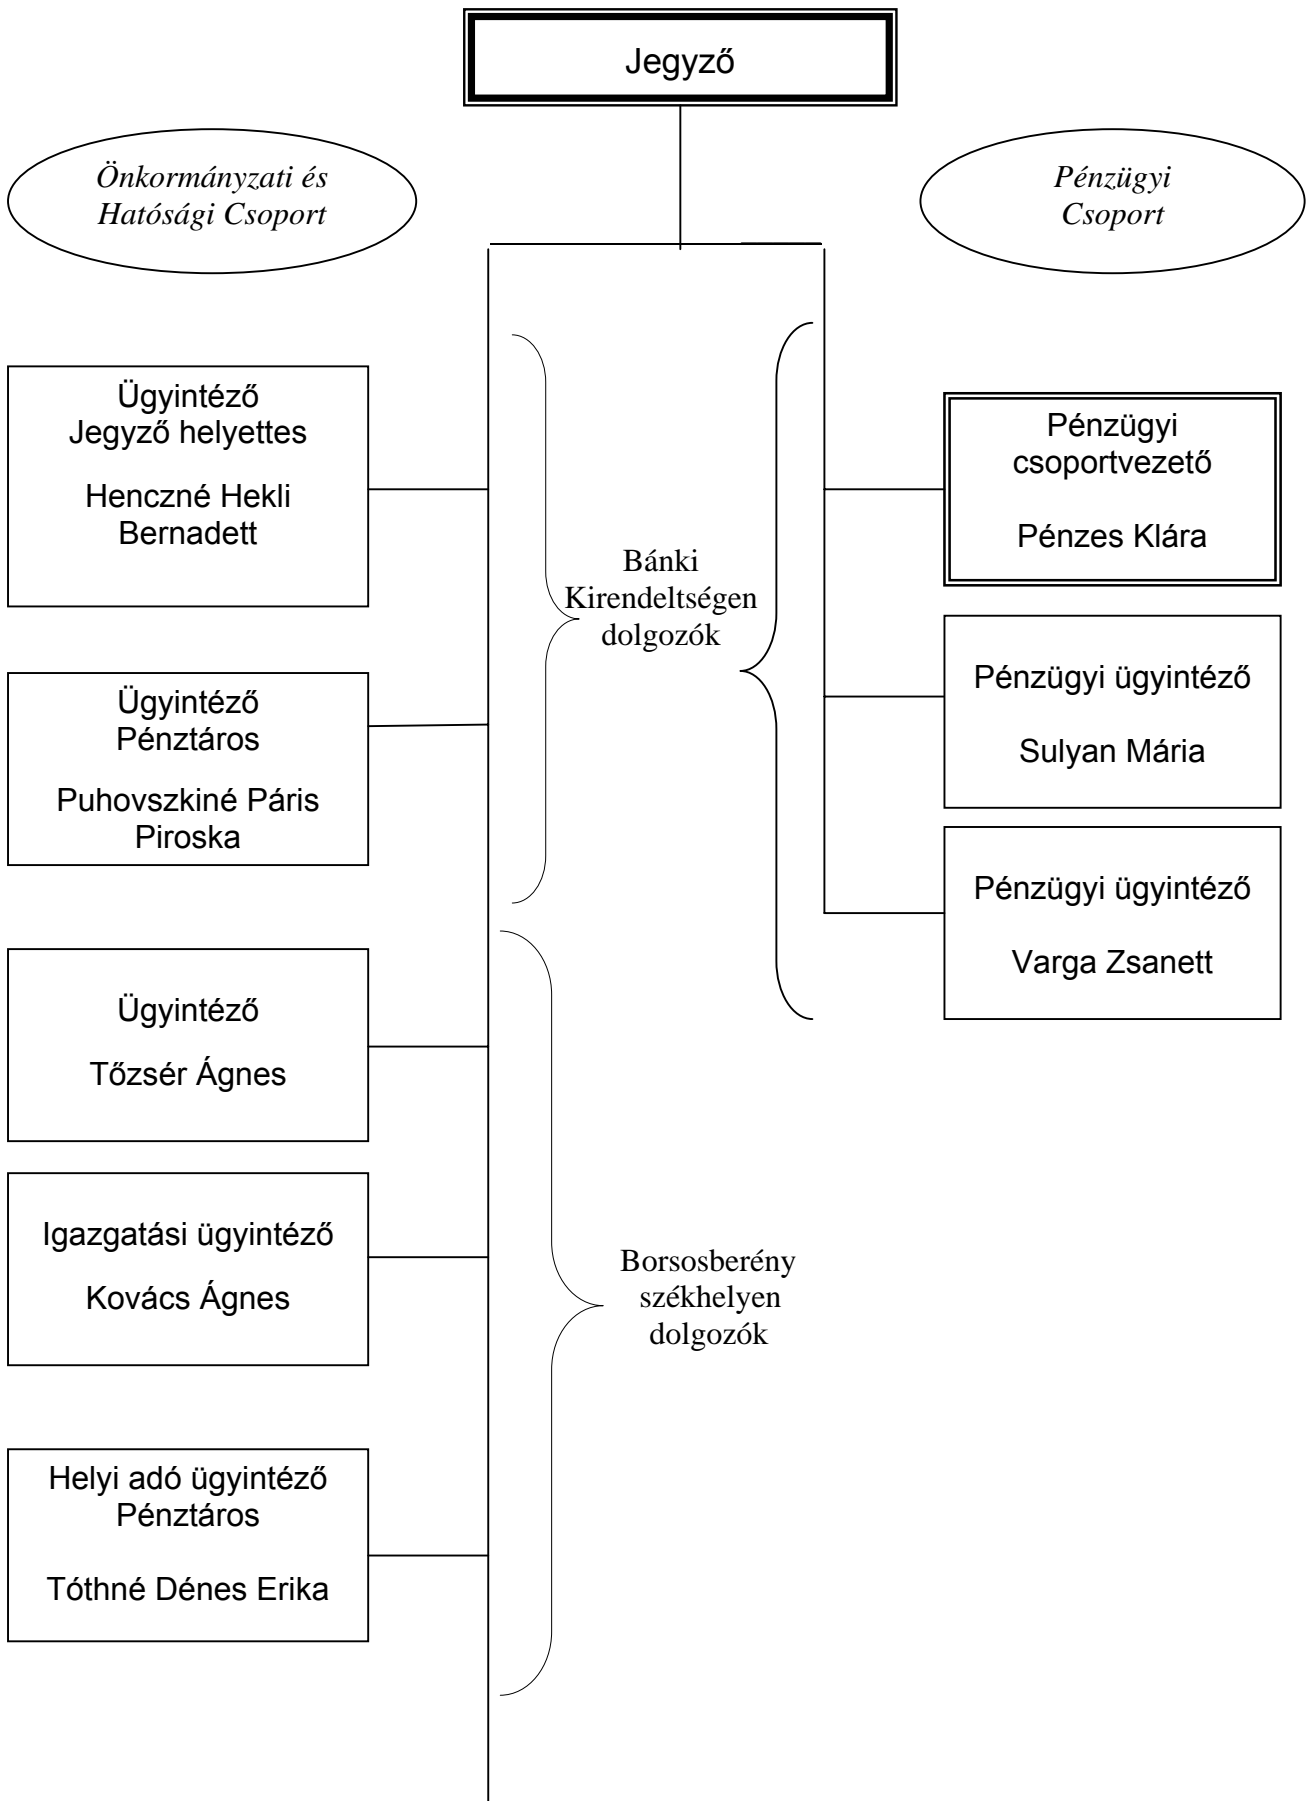 Jegyző
Önkormányzati és
Hatósági Csoport
Pénzügyi
Csoport
Ügyintéző
Jegyző helyettes
Henczné Hekli
Bernadett
Ügyintéző
Pénztáros
Puhovszkiné Páris
Piroska
Ügyintéző
Tőzsér Ágnes
Igazgatási ügyintéző
Kovács Ágnes
Helyi adó ügyintéző
Pénztáros
Tóthné Dénes Erika
Bánki
Kirendeltségen
dolgozók
Borsosberény
székhelyen
dolgozók
Pénzügyi
csoportvezető
Pénzes Klára
Pénzügyi ügyintéző
Sulyan Mária
Pénzügyi ügyintéző
Varga Zsanett